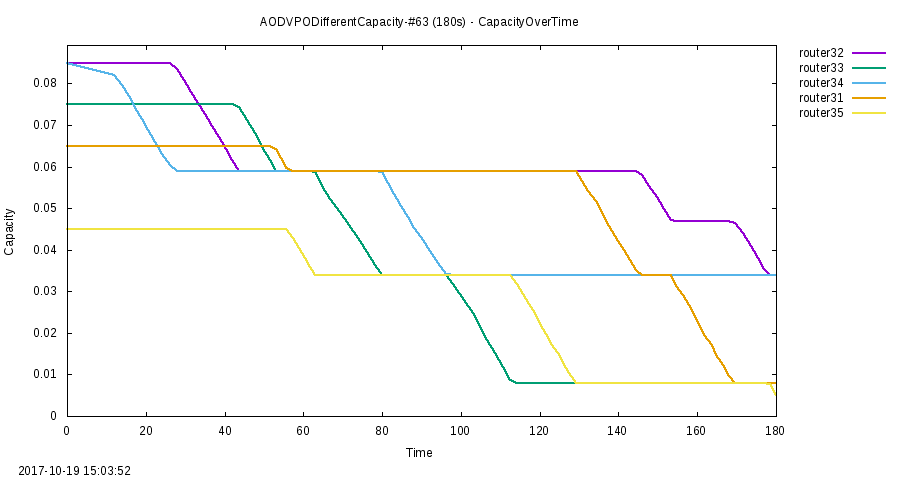 AODVPODifferentCapacity-#63 (180s) - CapacityOverTime
router32
router33
router34
router31
router35
0.08
0.07
0.06
0.05
0.04
0.03
0.02
0.01
0
Capacity
0 20 40 60 80 100 120 140 160 180
Time
2017-10-19 15:03:52